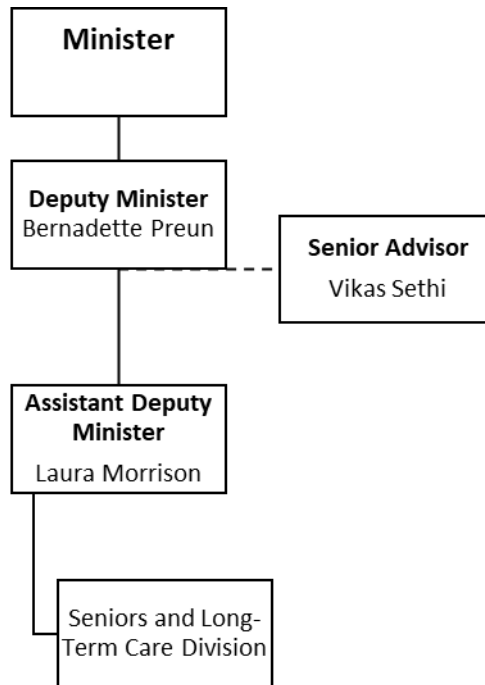 Minister
Deputy Minister
Bernadette Preun
Senior Advisor
Vikas Sethi
Assistant Deputy
Minister
Laura Morrison
Seniors and Long-
Term Care Division